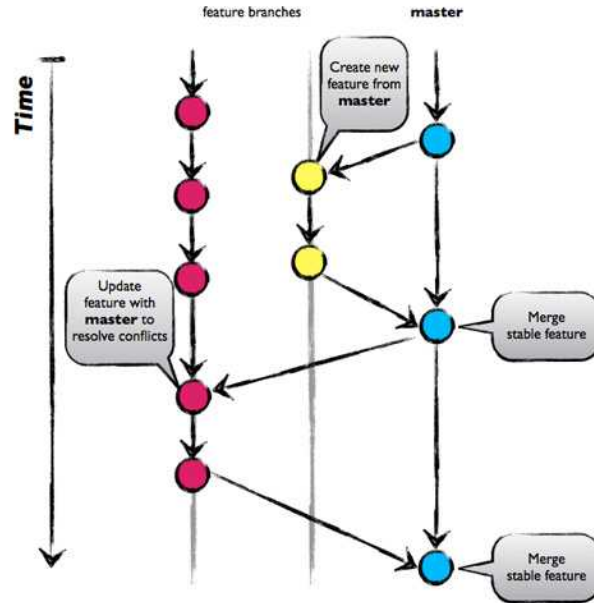 feature branches
master
Time
Create new
feature from
master
Update
feature with
master to
resolve conflicts
Merge
stable feature
Merge
stable feature